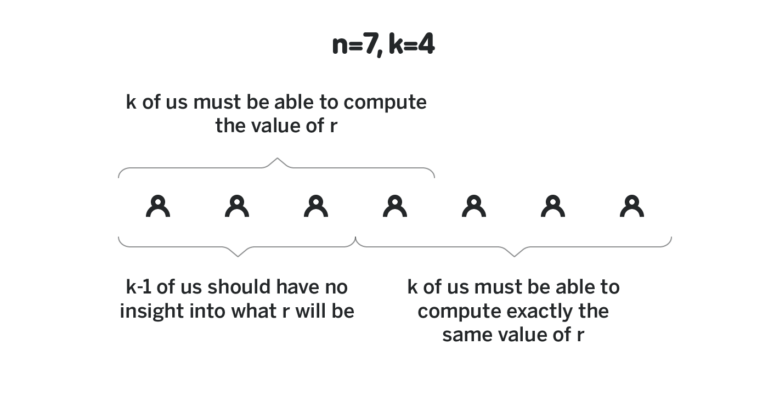 n=7, k=4
k of us must be able to compute
the value of r
k-1 of us should have no
insight into what r will be
k of us must be able to
compute exactly the
same value of r